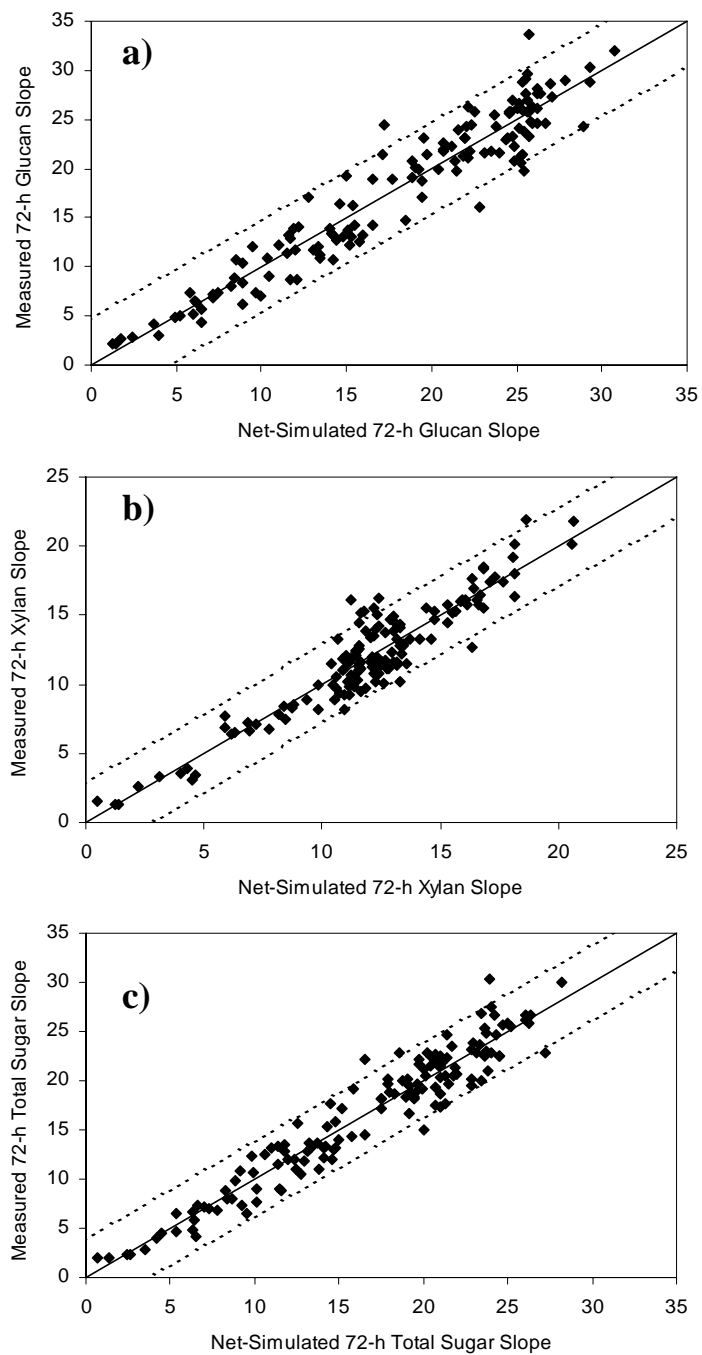 a)
Measured 72-h Glucan Slope
35
30
25
20
15
10
5
0
0 5 10 15 20 25 30 35
Net-Simulated 72-h Glucan Slope
b)
Measured 72-h Xylan Slope
25
20
15
10
5
0
0 5 10 15 20 25
Net-Simulated 72-h Xylan Slope
c)
Measured 72-h Total Sugar Slope
35
30
25
20
15
10
5
0
0 5 10 15 20 25 30 35
Net-Simulated 72-h Total Sugar Slope